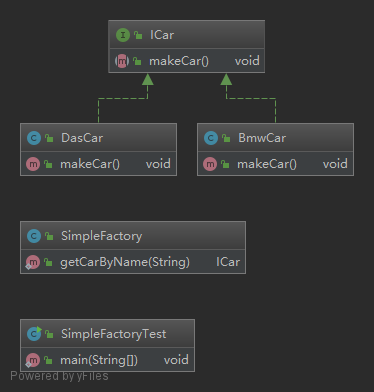 ICar
makeCar() void
DasCar
makeCar() void
BmwCar
makeCar() void
SimpleFactory
getCarByName(String) ICar
SimpleFactoryTest
main(String[]) void
Powered by yFiles